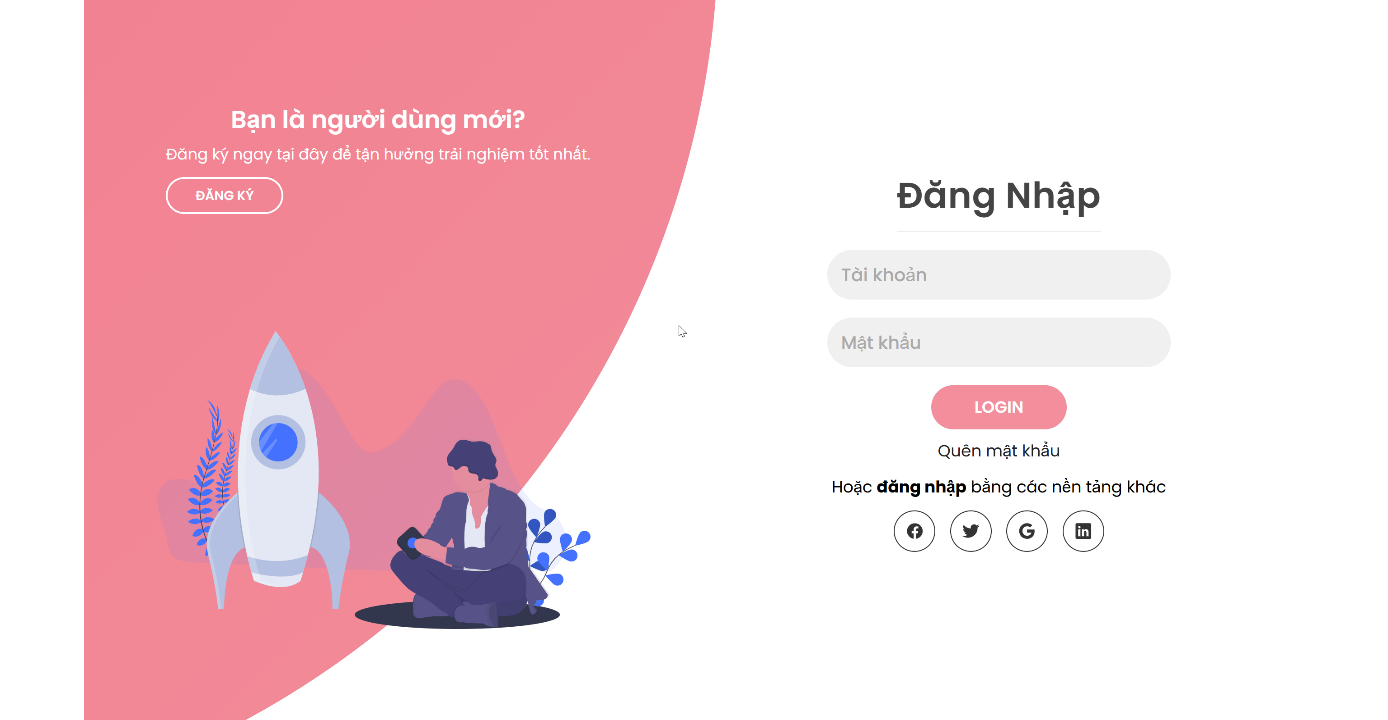 Bạn là người dùng mới?
Đăng ký ngay tại đây để tận hưởng trải nghiệm tốt nhất.
ĐĂNG KÝ
Đăng Nhập
Tài khoản
Mật khẩu
LOGIN
Quên mật khẩu
Hoặc đăng nhập bằng các nền tảng khác